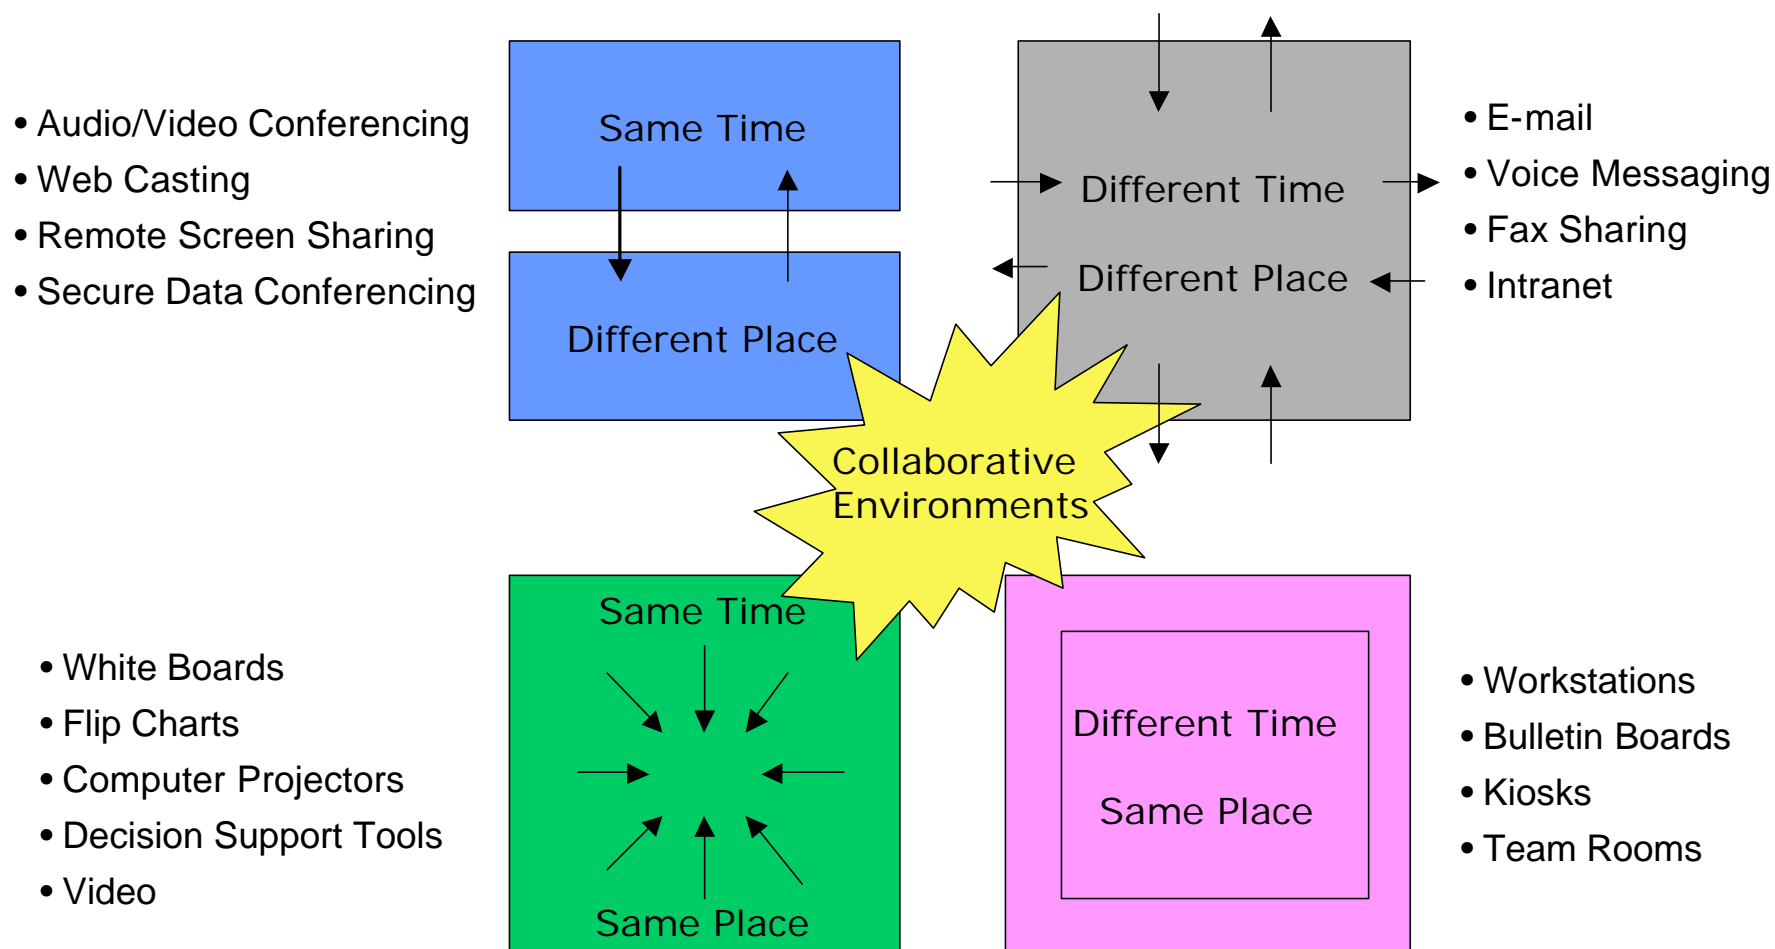 • Audio/Video Conferencing
• Web Casting
• Remote Screen Sharing
• Secure Data Conferencing
Same Time
Different Place
Different Time
Different Place
• E-mail
• Voice Messaging
• Fax Sharing
• Intranet
Collaborative
Environments
• White Boards
• Flip Charts
• Computer Projectors
• Decision Support Tools
• Video
Same Time
Same Place
Different Time
Same Place
• Workstations
• Bulletin Boards
• Kiosks
• Team Rooms